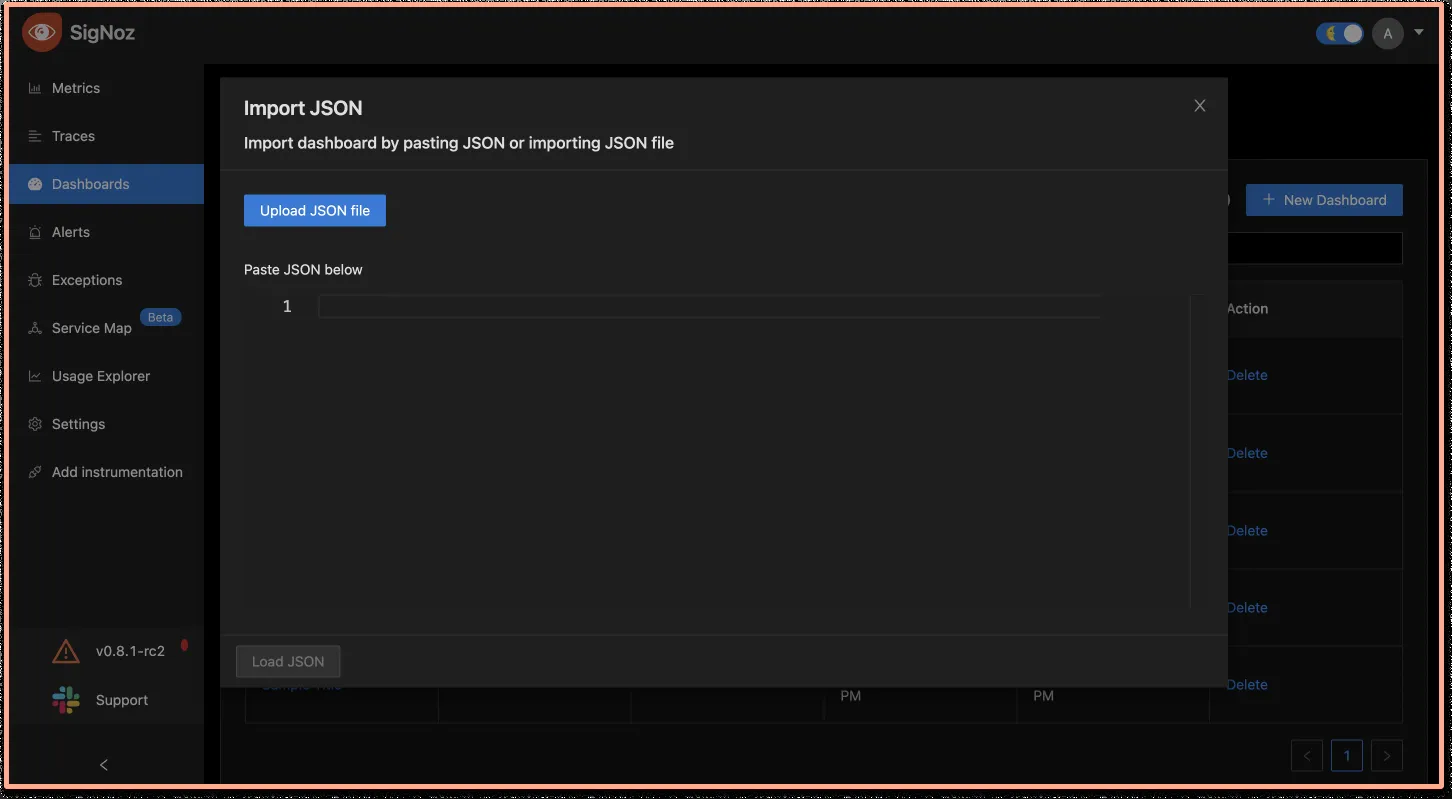 SigNoz
A
Metrics
Traces
Dashboards
Alerts
Exceptions
Service Map
Beta
Usage Explorer
Settings
Add instrumentation
v0.8.1-rc2
Support
Import JSON
Import dashboard by pasting JSON or importing JSON file
Upload JSON file
Paste JSON below
1
Load JSON
+ New Dashboard
Action
Delete
Delete
Delete
Delete
Delete
Sample Title
PM
PM
< 1 >